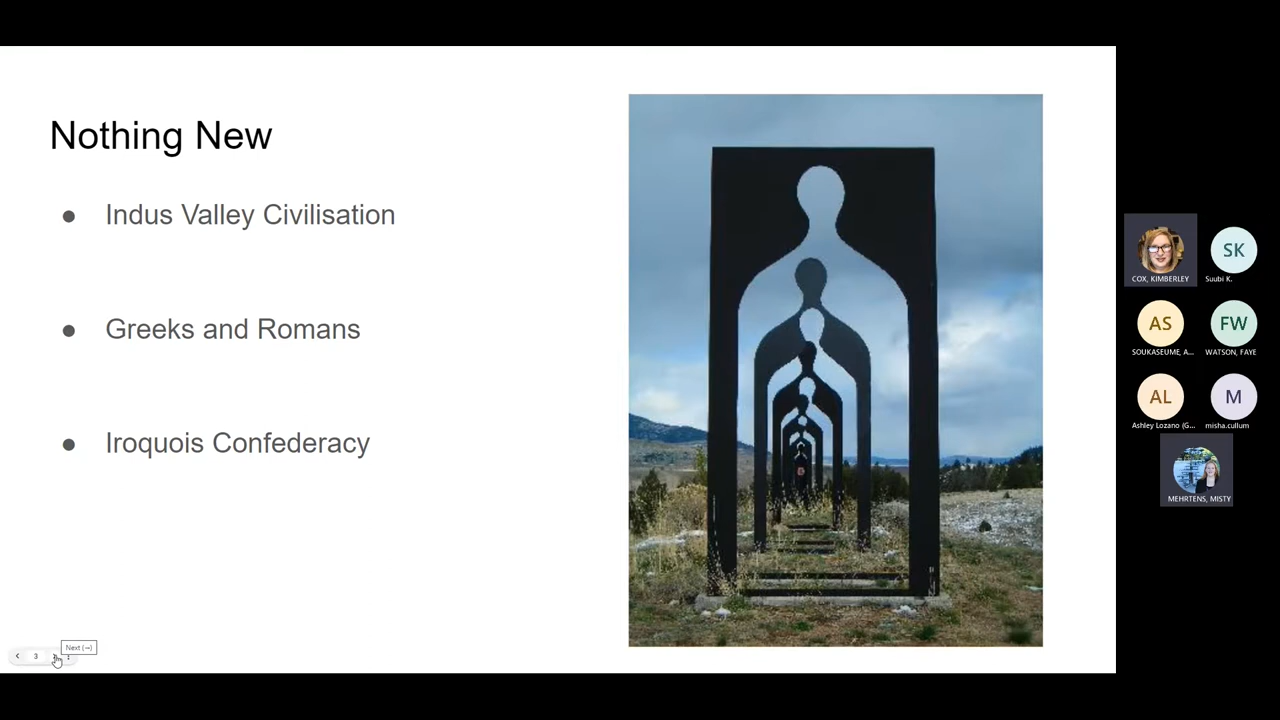 Nothing New
● Indus Valley Civilisation
● Greeks and Romans
● Iroquois Confederacy
Next (→)
3
COX, KIMBERLEY
SK
Suubi K.
AS
SOUKASEUME, A...
FW
WATSON, FAYE
AL
Ashley Lozano (G...
M
misha.cullum
MEHRTENS, MISTY